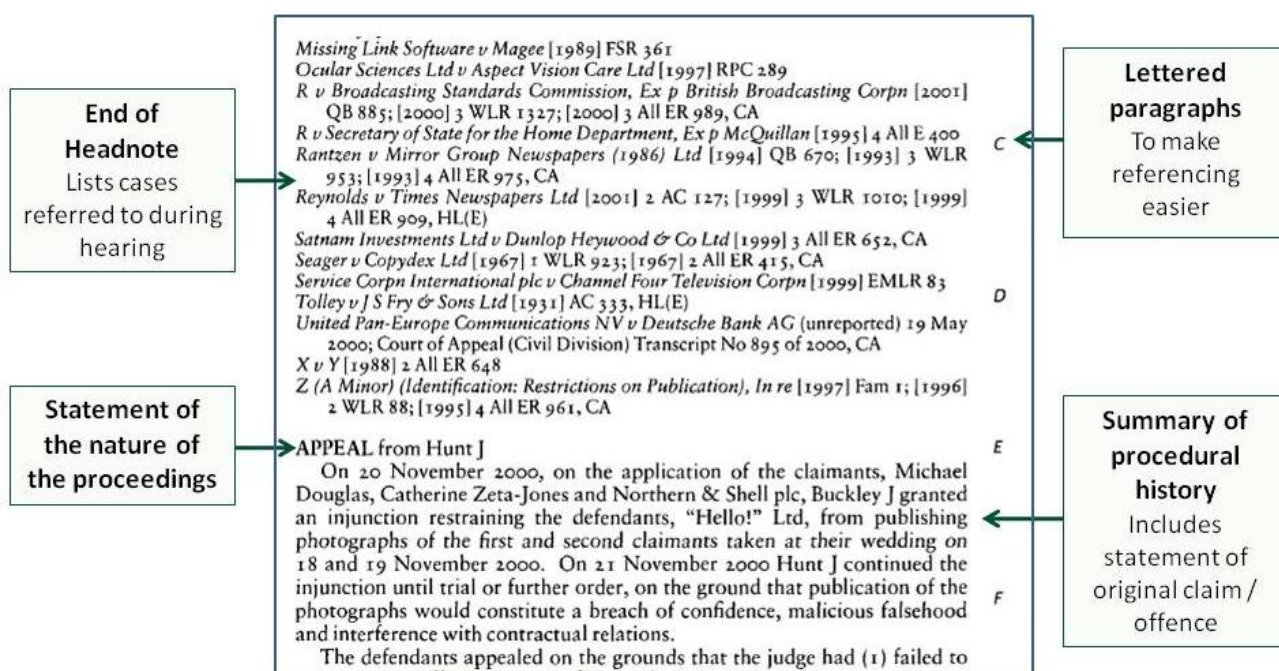 Missing Link Software v Magee [1989] FSR 361
Ocular Sciences Ltd v Aspect Vision Care Ltd [1997] RPC 289
R v Broadcasting Standards Commission, Ex p British Broadcasting Corpn [2001]
QB 885; [2000] 3 WLR 1327; [2000] 3 All ER 989, CA
R v Secretary of State for the Home Department, Ex p McQuillan [1995] 4 All E 400
Rantzen v Mirror Group Newspapers (1986) Ltd [1994] QB 670; [1993] 3 WLR
953; [1993] 4 All ER 975, CA
Reynolds v Times Newspapers Ltd [2001] 2 AC 127; [1999] 3 WLR 1010; [1999]
4 All ER 909, HL(E)
Satnam Investments Ltd v Dunlop Heywood & Co Ltd [1999] 3 All ER 652, CA
Seager v Copydex Ltd [1967] 1 WLR 923; [1967] 2 All ER 415, CA
Service Corpn International plc v Channel Four Television Corpn [1999] EMLR 83
Tolley v J S Fry & Sons Ltd [1931] AC 333, HL(E)
United Pan-Europe Communications NV v Deutsche Bank AG (unreported) 19 May
2000; Court of Appeal (Civil Division) Transcript No 895 of 2000, CA
X v Y [1988] 2 All ER 648
Z (A Minor) (Identification: Restrictions on Publication), In re [1997] Fam 1; [1996]
2 WLR 88; [1995] 4 All ER 961, CA
APPEAL from Hunt J
On 20 November 2000, on the application of the claimants, Michael
Douglas, Catherine Zeta-Jones and Northern & Shell plc, Buckley J granted
an injunction restraining the defendants, "Hello!" Ltd, from publishing
photographs of the first and second claimants taken at their wedding on
18 and 19 November 2000. On 21 November 2000 Hunt J continued the
injunction until trial or further order, on the ground that publication of the
photographs would constitute a breach of confidence, malicious falsehood
and interference with contractual relations.
The defendants appealed on the grounds that the judge had (1) failed to
C
D
E
F
End of
Headnote
Lists cases
referred to during
hearing
Statement of
the nature of
the proceedings
Lettered
paragraphs
To make
referencing
easier
Summary of
procedural
history
Includes
statement of
original claim /
offence